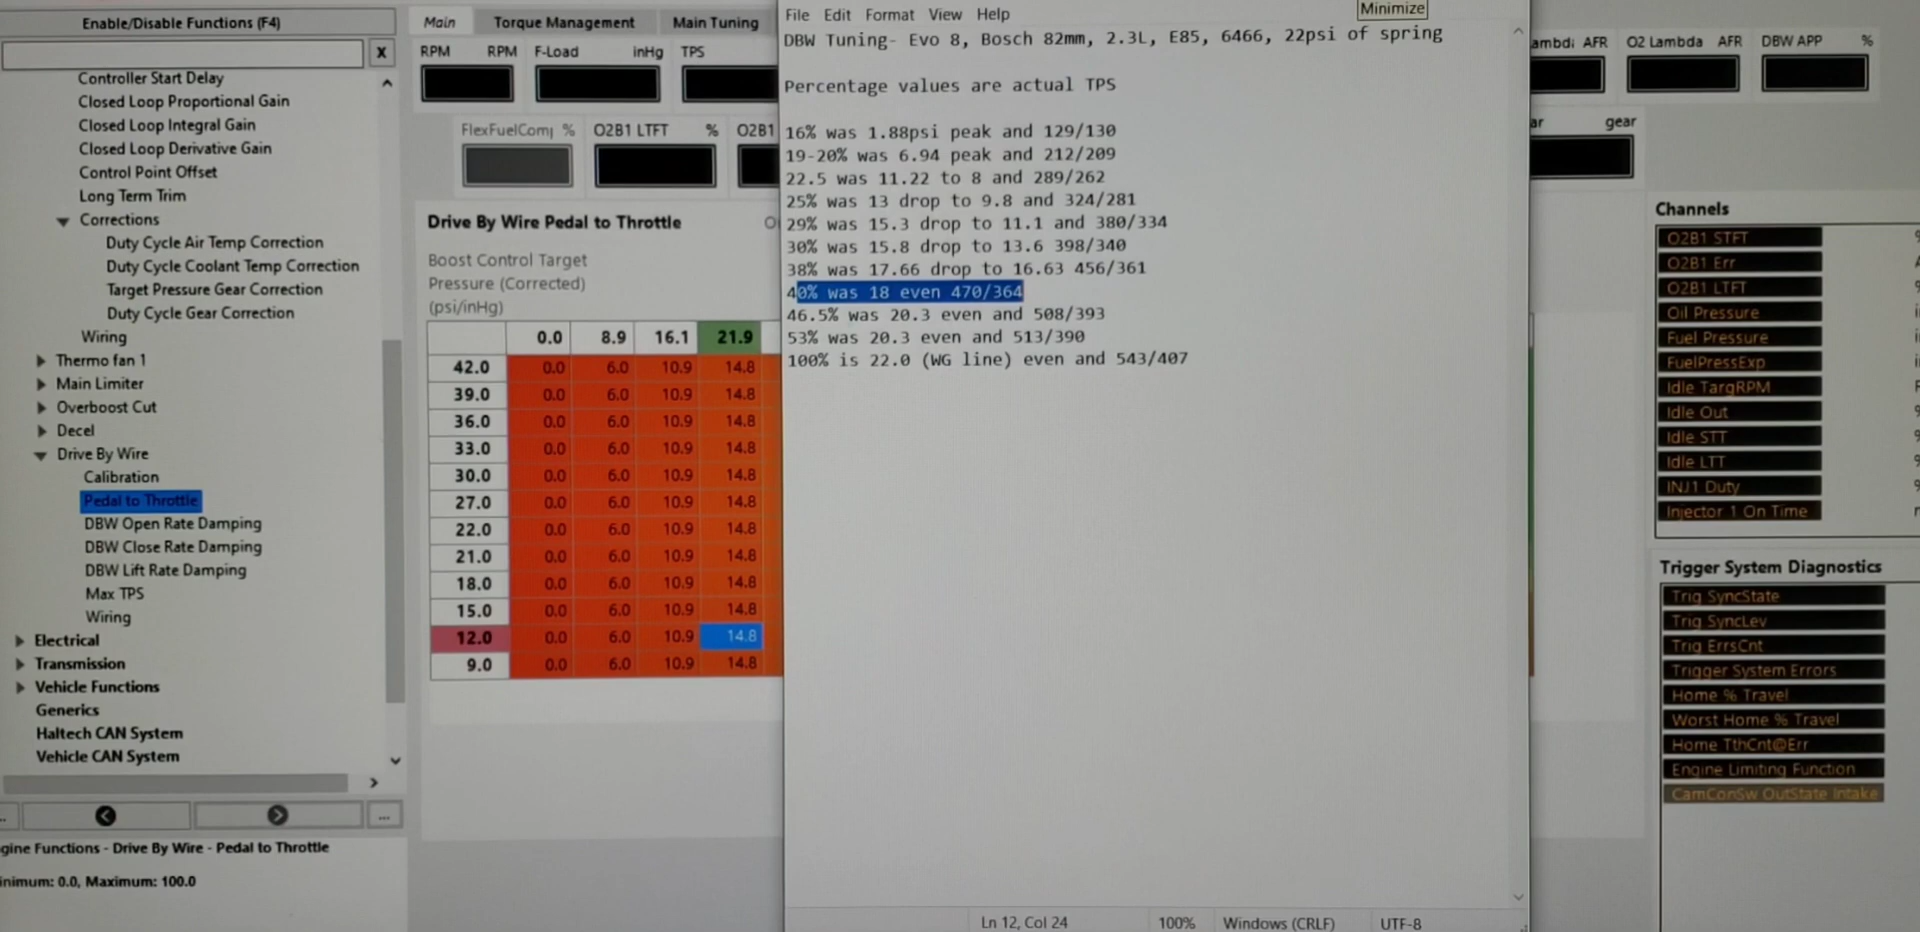 Enable/Disable Functions (F4)
x
Controller Start Delay
Closed Loop Proportional Gain
Closed Loop Integral Gain
Closed Loop Derivative Gain
Control Point Offset
Long Term Trim
Corrections
Duty Cycle Air Temp Correction
Duty Cycle Coolant Temp Correction
Target Pressure Gear Correction
Duty Cycle Gear Correction
Wiring
Thermo fan 1
Main Limiter
Overboost Cut
Decel
Drive By Wire
Calibration
Pedal to Throttle
DBW Open Rate Damping
DBW Close Rate Damping
DBW Lift Rate Damping
Max TPS
Wiring
Electrical
Transmission
Vehicle Functions
Generics
Haltech CAN System
Vehicle CAN System
...
gine Functions - Drive By Wire - Pedal to Throttle
inimum: 0.0, Maximum: 100.0
Main Torque Management Main Tuning
RPM RPM F-Load inHg TPS
FlexFuelComp % O2B1 LTFT % O2B1
Drive By Wire Pedal to Throttle
Boost Control Target
Pressure (Corrected)
(psi/inHg)
0.0 8.9 16.1 21.9
42.0 0.0 6.0 10.9 14.8
39.0 0.0 6.0 10.9 14.8
36.0 0.0 6.0 10.9 14.8
33.0 0.0 6.0 10.9 14.8
30.0 0.0 6.0 10.9 14.8
27.0 0.0 6.0 10.9 14.8
22.0 0.0 6.0 10.9 14.8
21.0 0.0 6.0 10.9 14.8
18.0 0.0 6.0 10.9 14.8
15.0 0.0 6.0 10.9 14.8
12.0 0.0 6.0 10.9 14.8
9.0 0.0 6.0 10.9 14.8
File Edit Format View Help
Minimize
DBW Tuning- Evo 8, Bosch 82mm, 2.3L, E85, 6466, 22psi of spring
Percentage values are actual TPS
16% was 1.88psi peak and 129/130
19-20% was 6.94 peak and 212/209
22.5 was 11.22 to 8 and 289/262
25% was 13 drop to 9.8 and 324/281
29% was 15.3 drop to 11.1 and 380/334
30% was 15.8 drop to 13.6 398/340
38% was 17.66 drop to 16.63 456/361
40% was 18 even 470/364
46.5% was 20.3 even and 508/393
53% was 20.3 even and 513/390
100% is 22.0 (WG line) even and 543/407
Ln 12, Col 24 100% Windows (CRLF) UTF-8
ambda AFR O2 Lambda AFR DBW APP %
ar gear
Channels
O2B1 STFT
O2B1 Err
O2B1 LTFT
Oil Pressure
Fuel Pressure
FuelPressExp
Idle TargRPM
Idle Out
Idle STT
Idle LTT
INJ1 Duty
Injector 1 On Time
Trigger System Diagnostics
Trig SyncState
Trig SyncLev
Trig ErrsCnt
Trigger System Errors
Home % Travel
Worst Home % Travel
Home TthCnt@Err
Engine Limiting Function
CamConSw OutState Intake